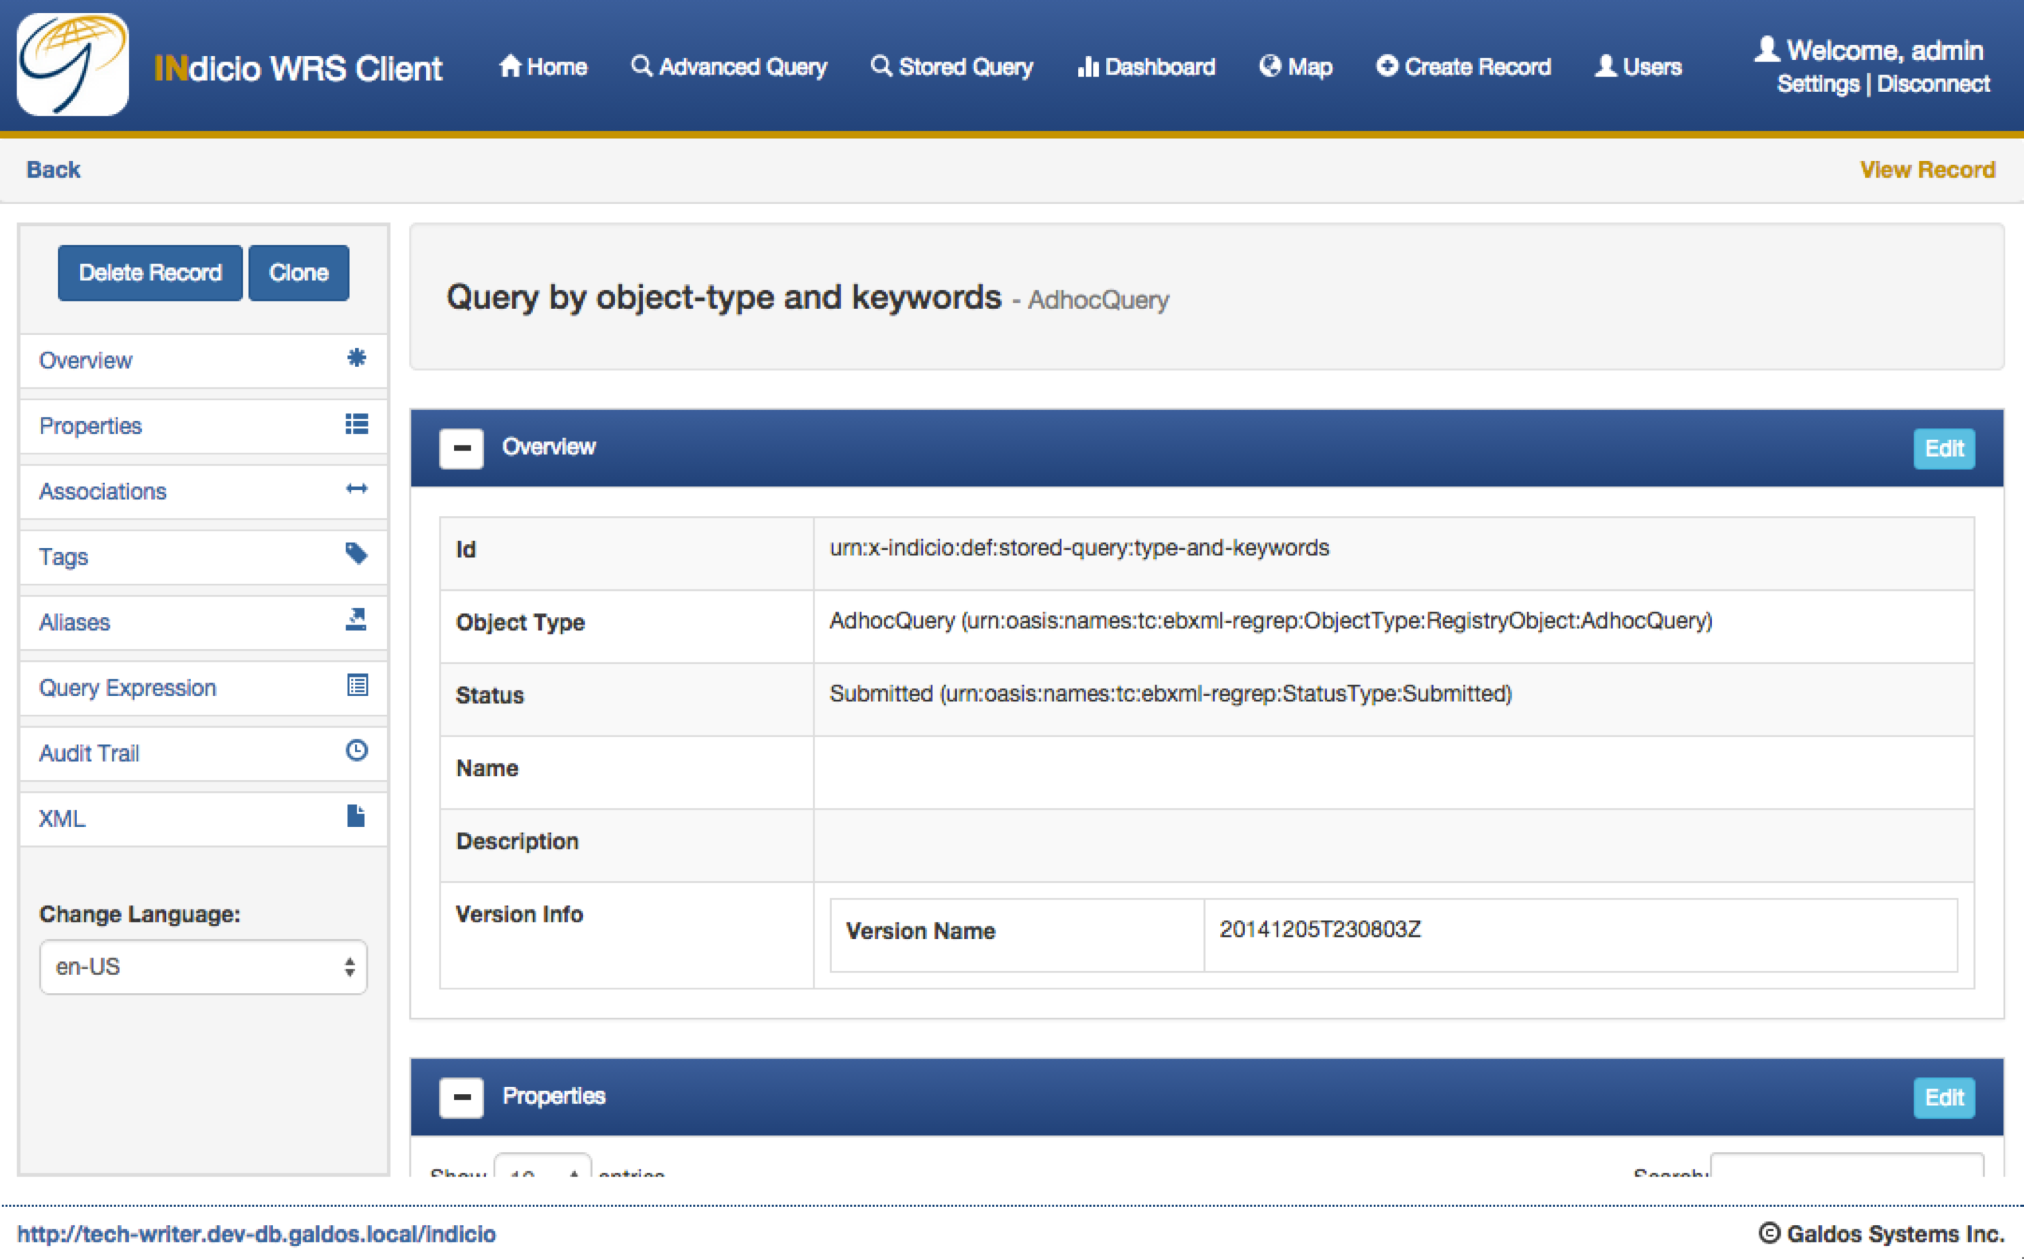 INdicio WRS Client Home Advanced Query Stored Query Dashboard Map Create Record Users Welcome, admin
Settings | Disconnect
Back View Record
Delete Record Clone
Overview
Properties
Associations
Tags
Aliases
Query Expression
Audit Trail
XML
Change Language:
en-US
Query by object-type and keywords - AdhocQuery
Overview Edit
Id urn:x-indicio:def:stored-query:type-and-keywords
Object Type AdhocQuery (urn:oasis:names:tc:ebxml-regrep:ObjectType:RegistryObject:AdhocQuery)
Status Submitted (urn:oasis:names:tc:ebxml-regrep:StatusType:Submitted)
Name
Description
Version Info Version Name 20141205T230803Z
Properties Edit
Show 10 entries Search:
http://tech-writer.dev-db.galdos.local/indicio © Galdos Systems Inc.